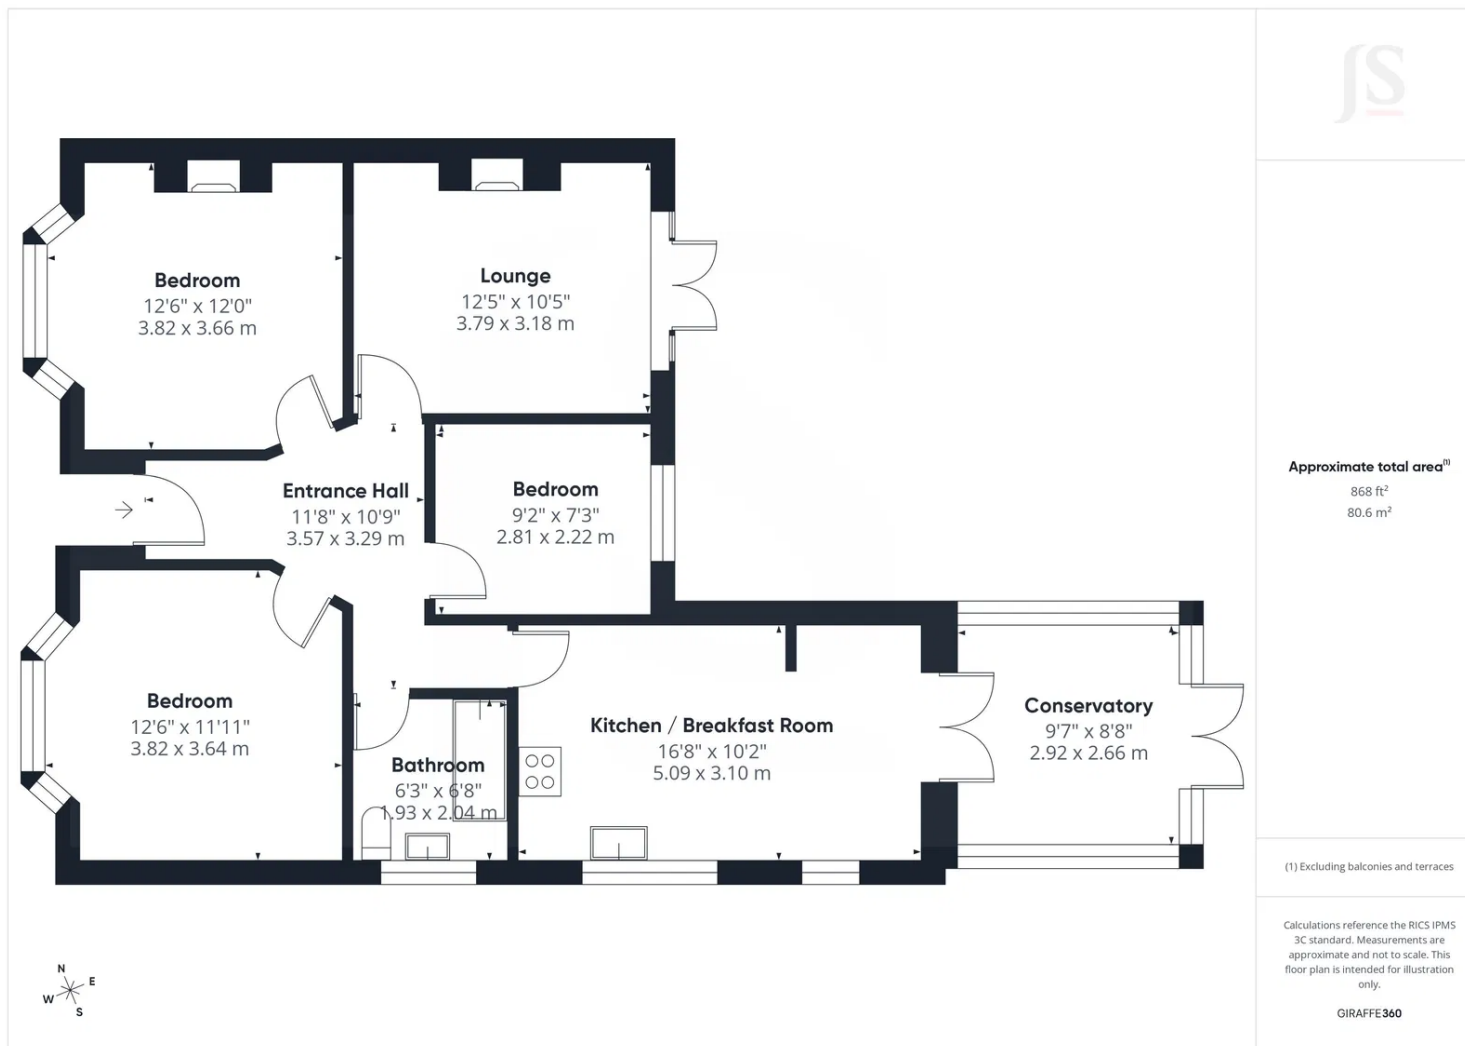 JS
Bedroom
12'6" x 12'0"
3.82 x 3.66 m
Lounge
12'5" x 10'5"
3.79 x 3.18 m
Entrance Hall
11'8" x 10'9"
3.57 x 3.29 m
Bedroom
9'2" x 7'3"
2.81 x 2.22 m
Bedroom
12'6" x 11'11"
3.82 x 3.64 m
Bathroom
6'3" x 6'8"
1.93 x 2.04 m
Kitchen / Breakfast Room
16'8" x 10'2"
5.09 x 3.10 m
Conservatory
9'7" x 8'8"
2.92 x 2.66 m
N
E
W
S
Approximate total area(1)
868 ft²
80.6 m²
(1) Excluding balconies and terraces
Calculations reference the RICS IPMS
3C standard. Measurements are
approximate and not to scale. This
floor plan is intended for illustration
only.
GIRAFFE360